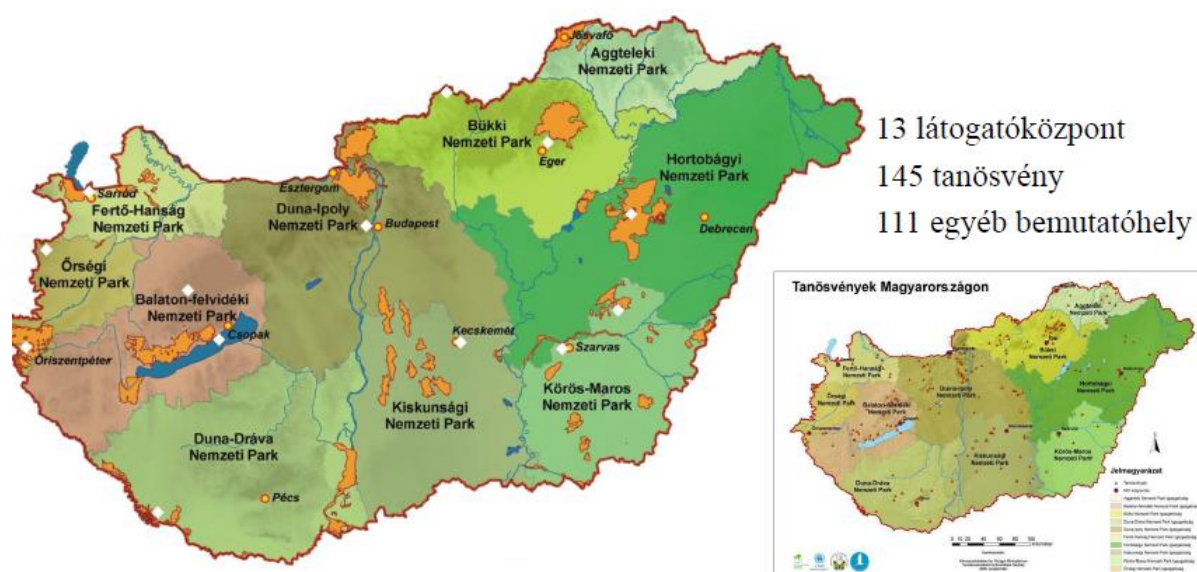 Jósvafő
Aggteleki
Nemzeti Park
Bükki
Nemzeti Park
Eger
Hortobágyi
Nemzeti Park
Debrecen
Esztergom
Duna-Ipoly
Nemzeti Park
Budapest
Sarród
Fertő-Hanság
Nemzeti Park
Őrségi
Nemzeti Park
Balaton-felvidéki
Nemzeti Park
Csopak
Őriszentpéter
Kecskemét
Szarvas
Körös-Maros
Nemzeti Park
Kiskunsági
Nemzeti Park
Duna-Dráva
Nemzeti Park
Pécs
13 látogatóközpont
145 tanösvény
111 egyéb bemutatóhely
Tanösvények Magyarországon
Aggteleki
Nemzeti Park
Bükki
Nemzeti Park
Hortobágyi
Nemzeti Park
Fertő-Hanság
Nemzeti Park
Duna-Ipoly
Nemzeti Park
Őrségi
Nemzeti Park
Balaton-felvidéki
Nemzeti Park
Kiskunsági
Nemzeti Park
Körös-Maros
Nemzeti Park
Duna-Dráva
Nemzeti Park
Jelmagyarázat